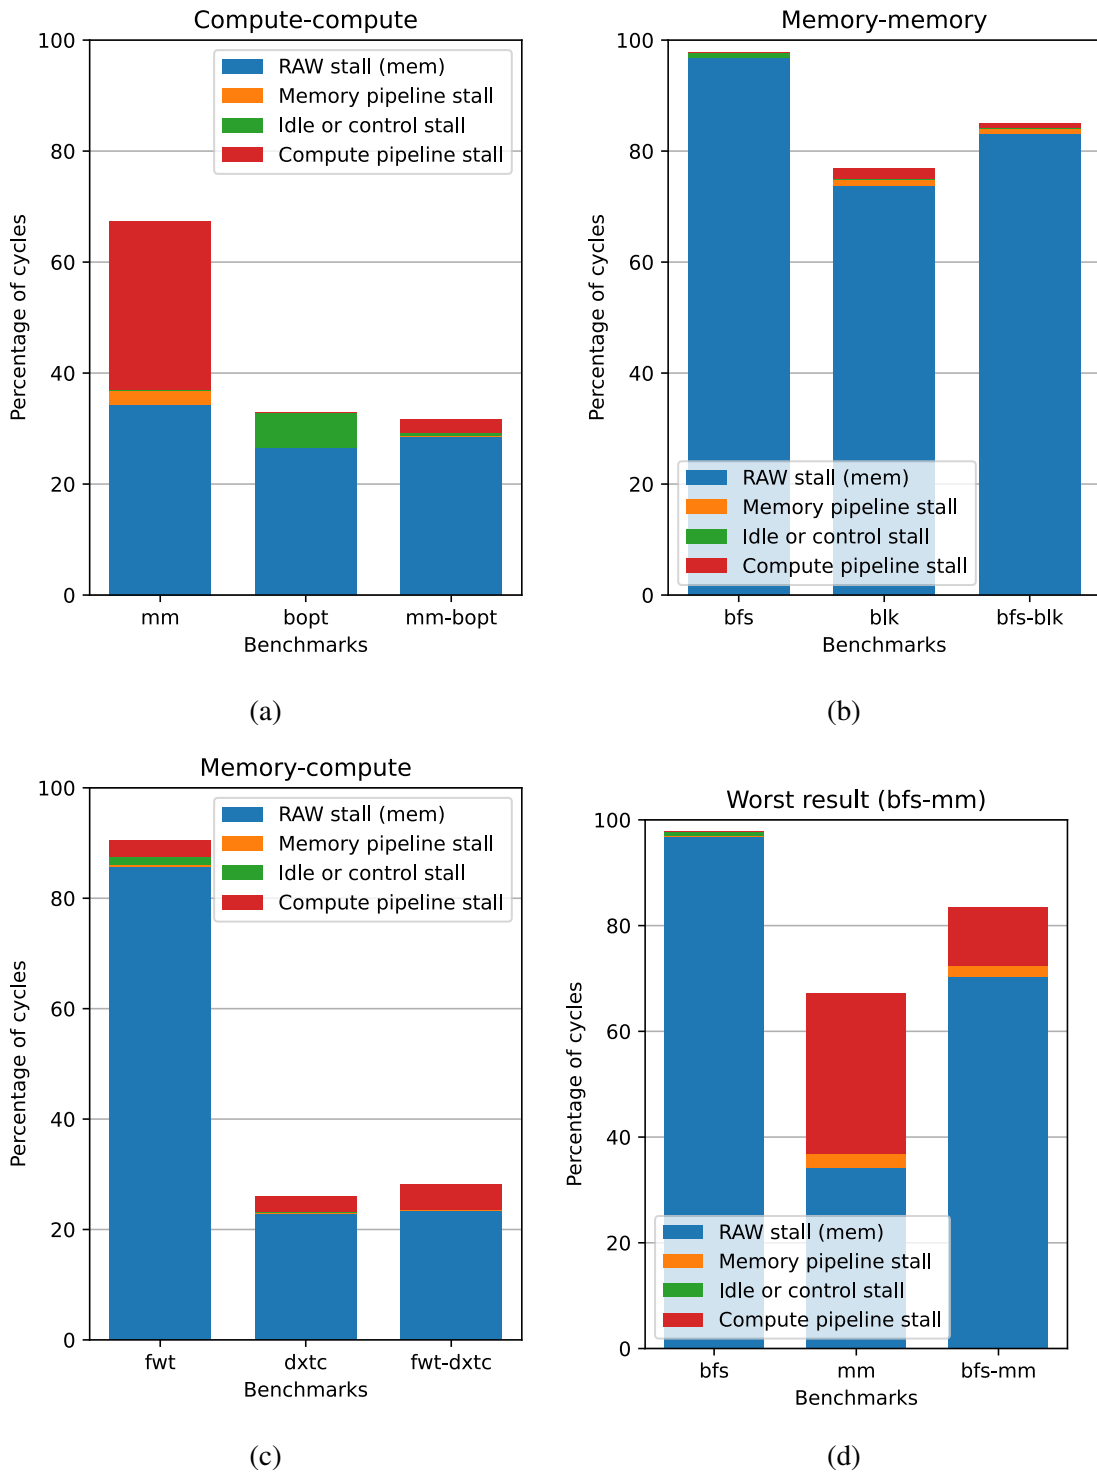 Compute-compute
100
80
60
40
20
0
Percentage of cycles
RAW stall (mem)
Memory pipeline stall
Idle or control stall
Compute pipeline stall
mm
bopt
mm-bopt
Benchmarks
(a)
Memory-memory
100
80
60
40
20
0
Percentage of cycles
RAW stall (mem)
Memory pipeline stall
Idle or control stall
Compute pipeline stall
bfs
blk
bfs-blk
Benchmarks
(b)
Memory-compute
100
80
60
40
20
0
Percentage of cycles
RAW stall (mem)
Memory pipeline stall
Idle or control stall
Compute pipeline stall
fwt
dxtc
fwt-dxtc
Benchmarks
(c)
Worst result (bfs-mm)
100
80
60
40
20
0
Percentage of cycles
RAW stall (mem)
Memory pipeline stall
Idle or control stall
Compute pipeline stall
bfs
mm
bfs-mm
Benchmarks
(d)